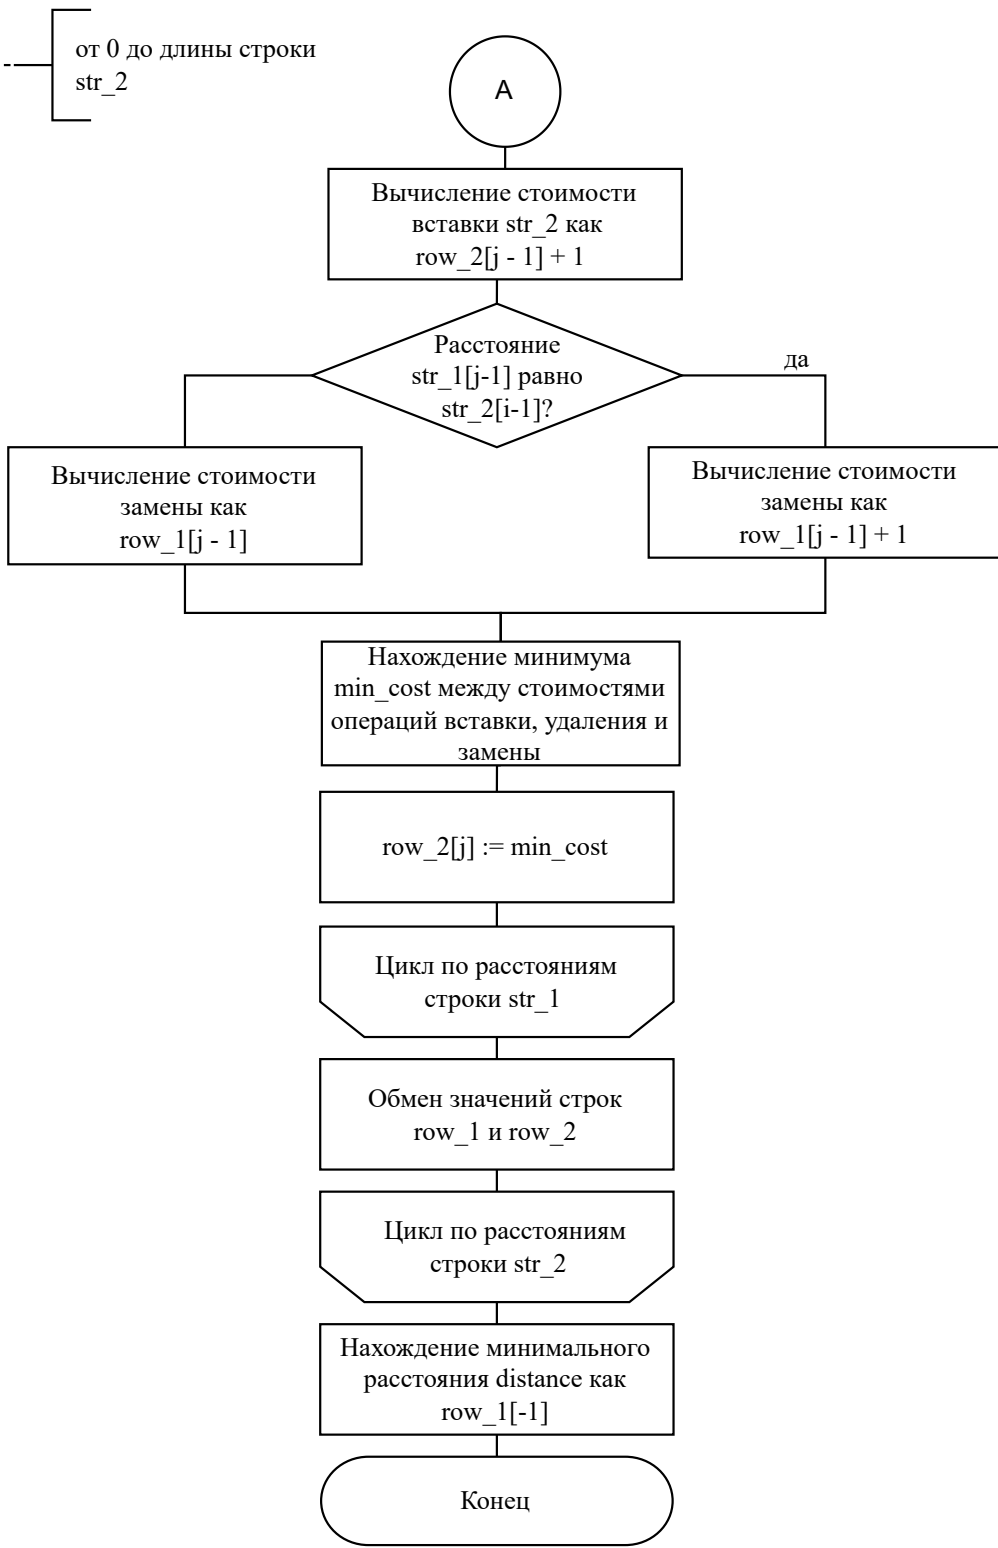 от 0 до длины строки
str_2
A
Вычисление стоимости
вставки str_2 как
row_2[j - 1] + 1
Расстояние
str_1[j-1] равно
str_2[i-1]?
да
Вычисление стоимости
замены как
row_1[j - 1]
Вычисление стоимости
замены как
row_1[j - 1] + 1
Нахождение минимума
min_cost между стоимостями
операций вставки, удаления и
замены
row_2[j] := min_cost
Цикл по расстояниям
строки str_1
Обмен значений строк
row_1 и row_2
Цикл по расстояниям
строки str_2
Нахождение минимального
расстояния distance как
row_1[-1]
Конец